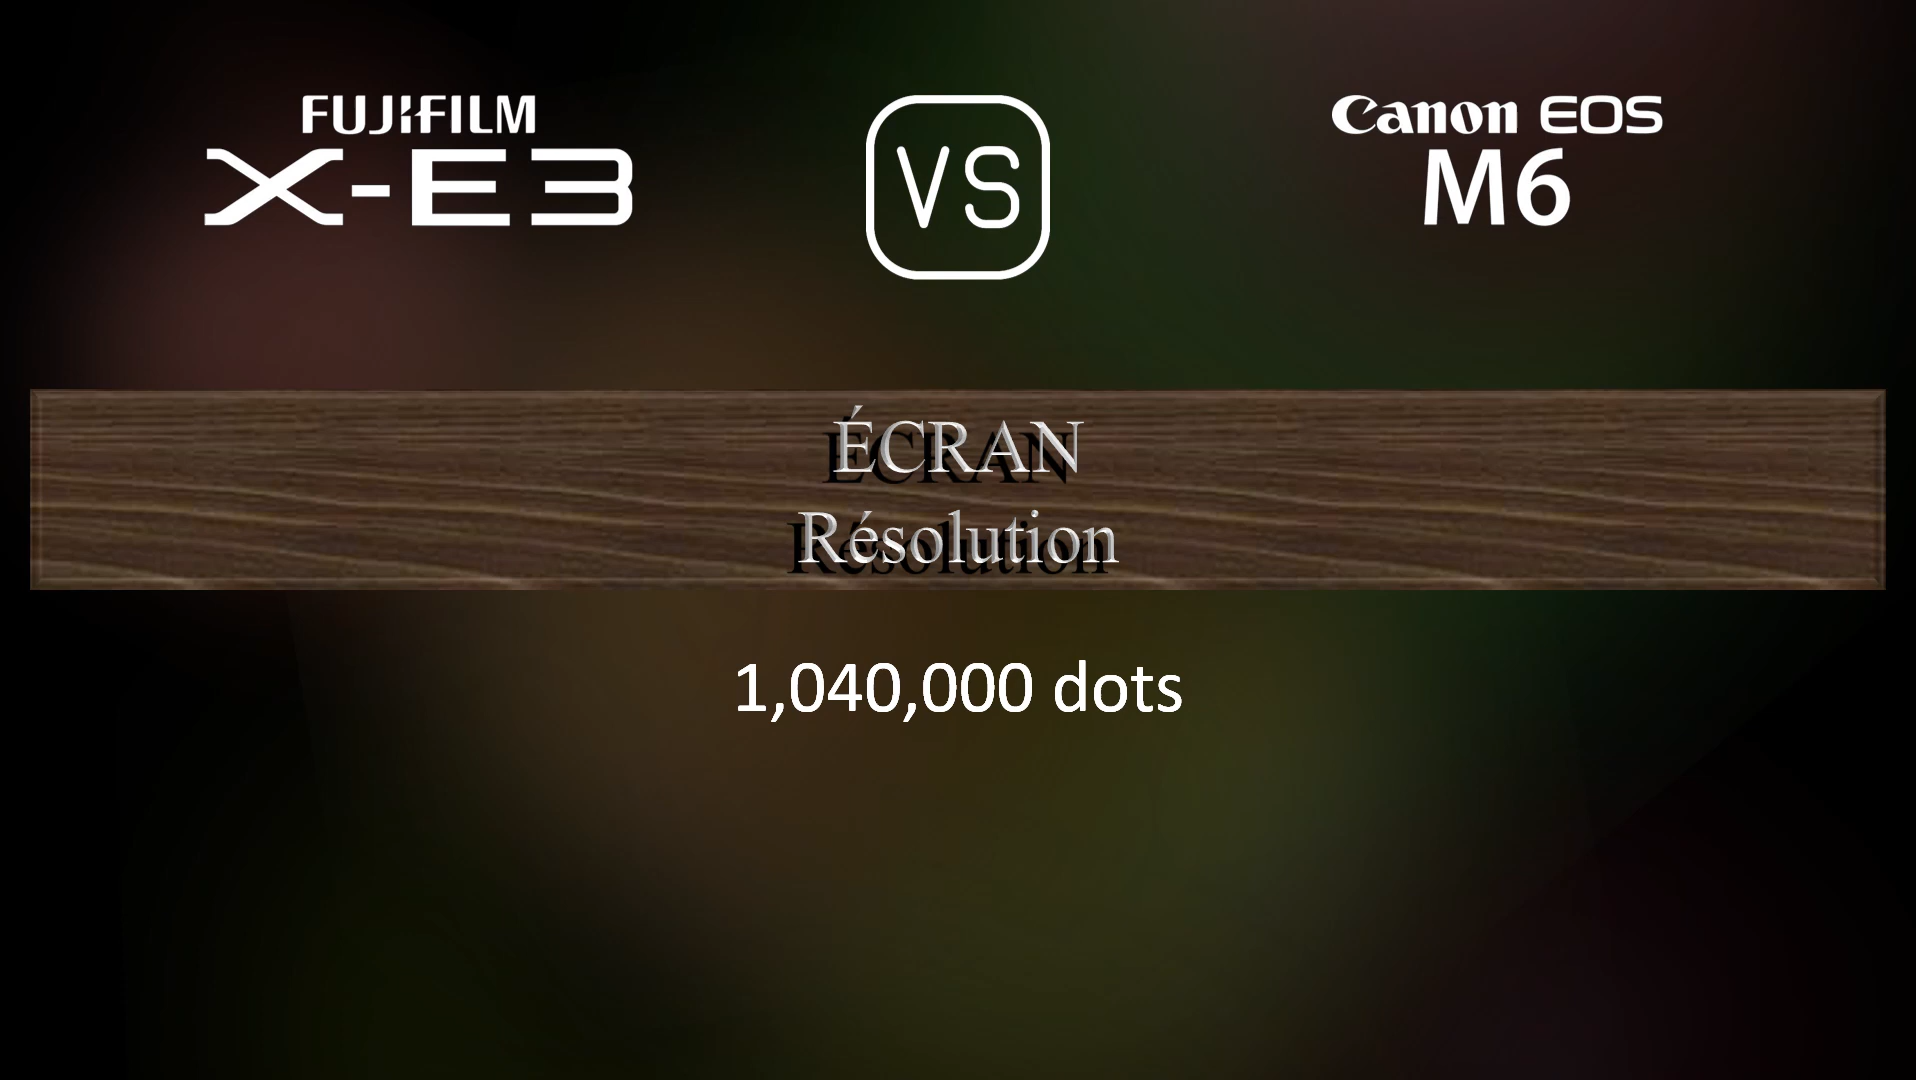 FUJIFILM
X-E3
VS
Canon EOS
M6
ÉCRAN
Résolution
1,040,000 dots